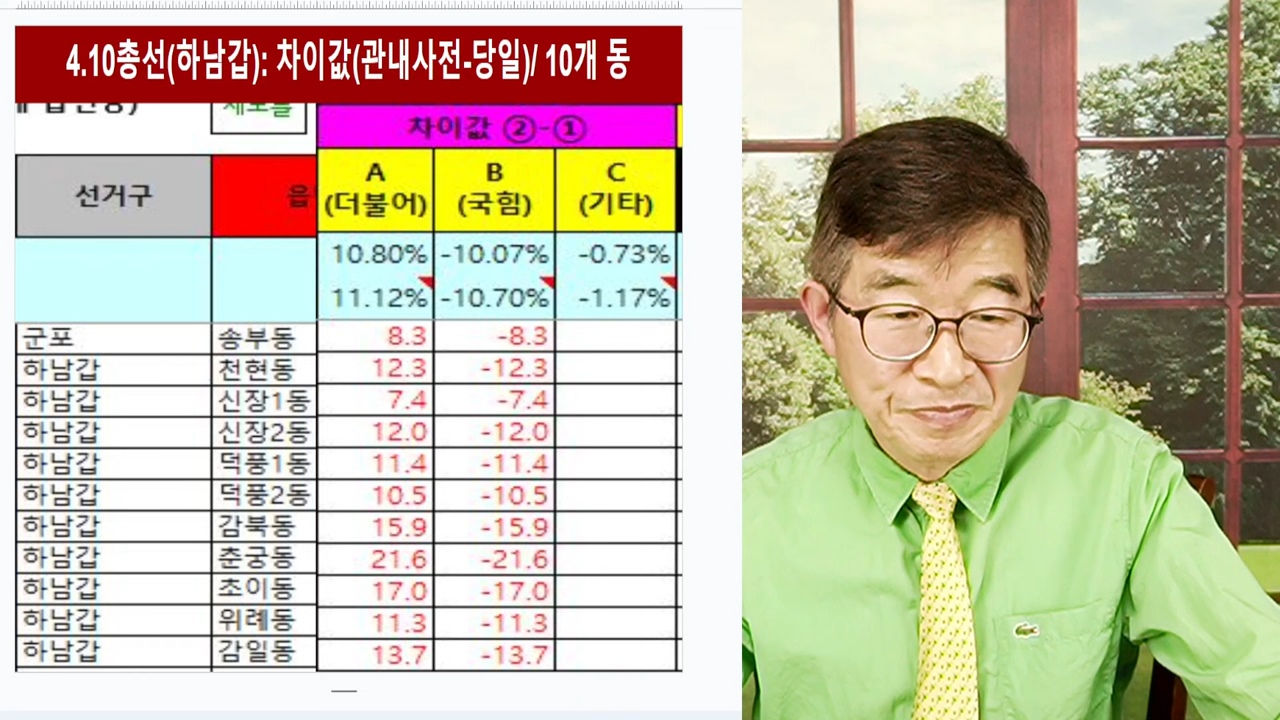 4.10총선(하남갑): 차이값(관내사전-당일)/ 10개 동
차이값 ②-①
선거구 읍 A (더불어) B (국힘) C (기타)
10.80% -10.07% -0.73%
11.12% -10.70% -1.17%
군포 송부동 8.3 -8.3
하남갑 천현동 12.3 -12.3
하남갑 신장1동 7.4 -7.4
하남갑 신장2동 12.0 -12.0
하남갑 덕풍1동 11.4 -11.4
하남갑 덕풍2동 10.5 -10.5
하남갑 감북동 15.9 -15.9
하남갑 춘궁동 21.6 -21.6
하남갑 초이동 17.0 -17.0
하남갑 위례동 11.3 -11.3
하남갑 감일동 13.7 -13.7